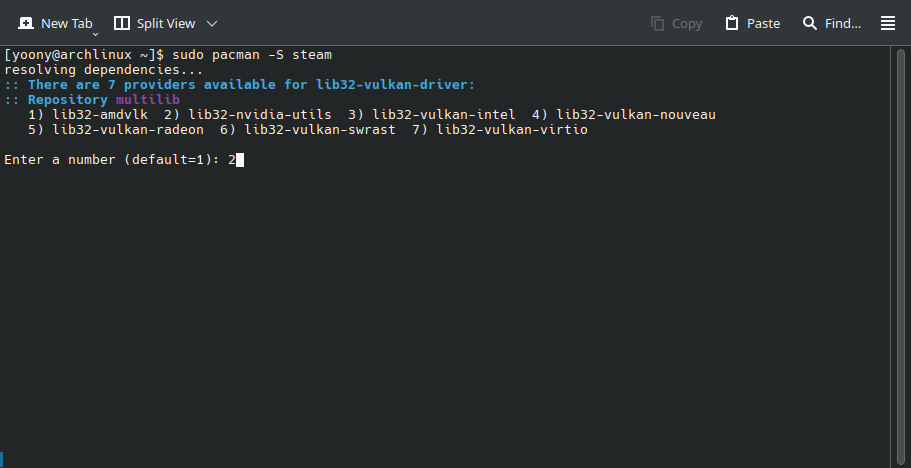 New Tab Split View Copy Paste Find...
[yoony@archlinux ~]$ sudo pacman -S steam
resolving dependencies...
:: There are 7 providers available for lib32-vulkan-driver:
:: Repository multilib
   1) lib32-amdvlk  2) lib32-nvidia-utils  3) lib32-vulkan-intel  4) lib32-vulkan-nouveau
   5) lib32-vulkan-radeon  6) lib32-vulkan-swrast  7) lib32-vulkan-virtio
Enter a number (default=1): 2